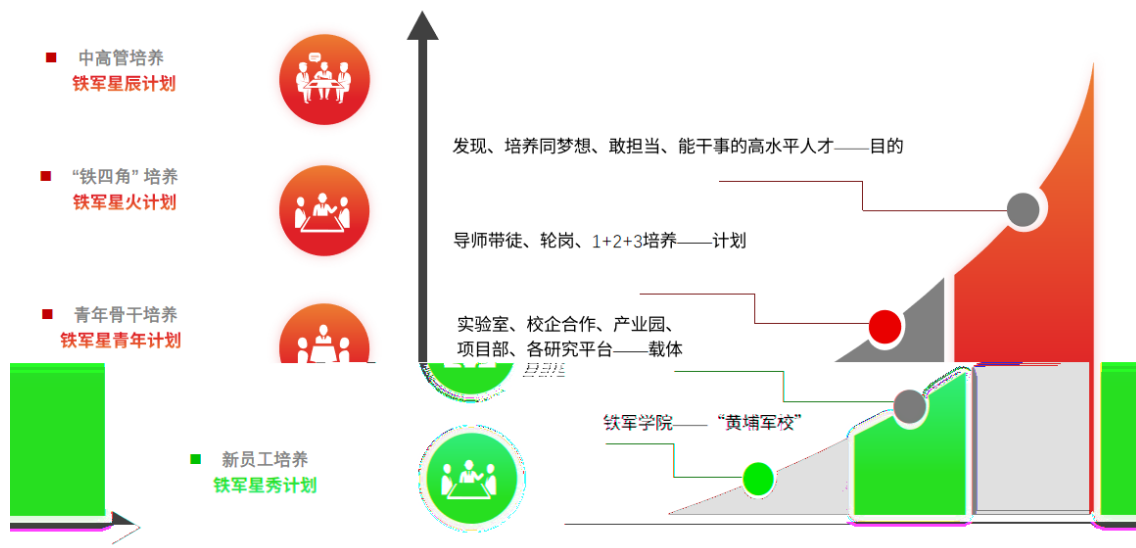 中高管培养
铁军星辰计划
“铁四角” 培养
铁军星火计划
青年骨干培养
铁军星青年计划
新员工培养
铁军星秀计划
发现、培养同梦想、敢担当、能干事的高水平人才——目的
导师带徒、轮岗、1+2+3培养——计划
实验室、校企合作、产业园、
项目部、各研究平台——载体
铁军学院——“黄埔军校”